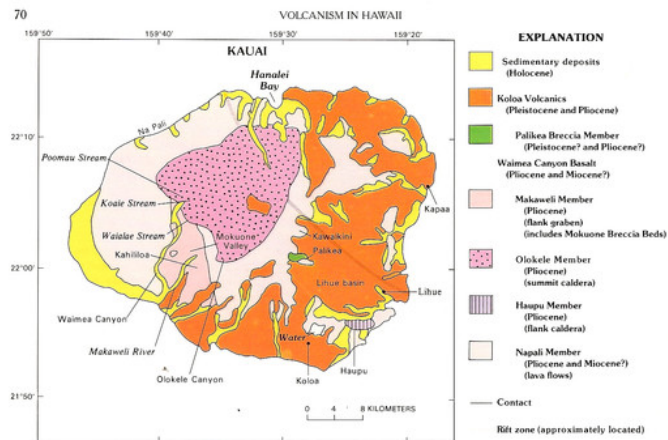 70
VOLCANISM IN HAWAII
159°50'
159°40'
159°30'
159°20'
KAUAI
Hanalei
Bay
Na Pali
22°10'
Poomau Stream
Koaie Stream
Waialae Stream
Mokuone
Valley
Kahililoa
Kapaa
Kawaikini
Palikea
22°00'
Lihue basin
Lihue
Waimea Canyon
Makaweli River
Water
Olokele Canyon
Koloa
Haupu
21°50'
0 4 8 KILOMETERS
EXPLANATION
Sedimentary deposits
(Holocene)
Koloa Volcanics
(Pleistocene and Pliocene)
Palikea Breccia Member
(Pleistocene? and Pliocene?)
Waimea Canyon Basalt
(Pliocene and Miocene?)
Makaweli Member
(Pliocene)
(flank graben)
(includes Mokuone Breccia Beds)
Olokele Member
(Pliocene)
(summit caldera)
Haupu Member
(Pliocene)
(flank caldera)
Napali Member
(Pliocene and Miocene?)
(lava flows)
Contact
Rift zone (approximately located)